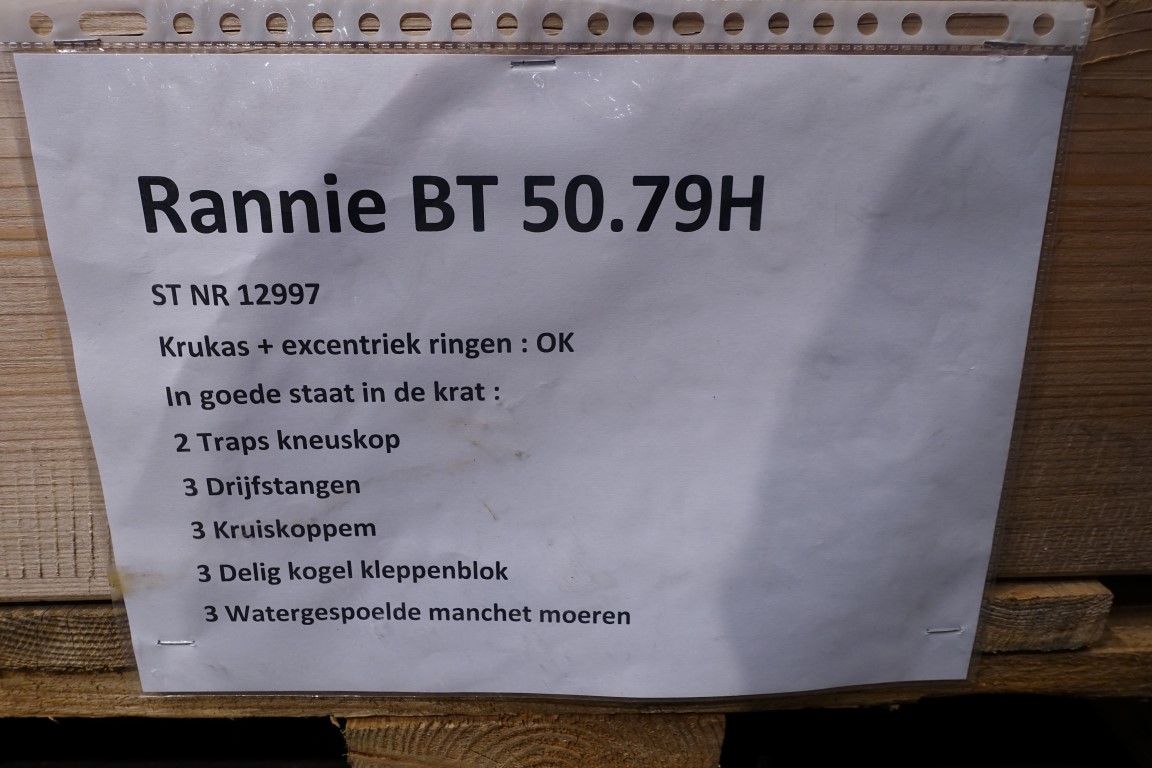 Rannie BT 50.79H
ST NR 12997
Krukas + excentriek ringen : OK
In goede staat in de krat :
2 Traps kneuskop
3 Drijfstangen
3 Kruiskoppem
3 Delig kogel kleppenblok
3 Watergespoelde manchet moeren